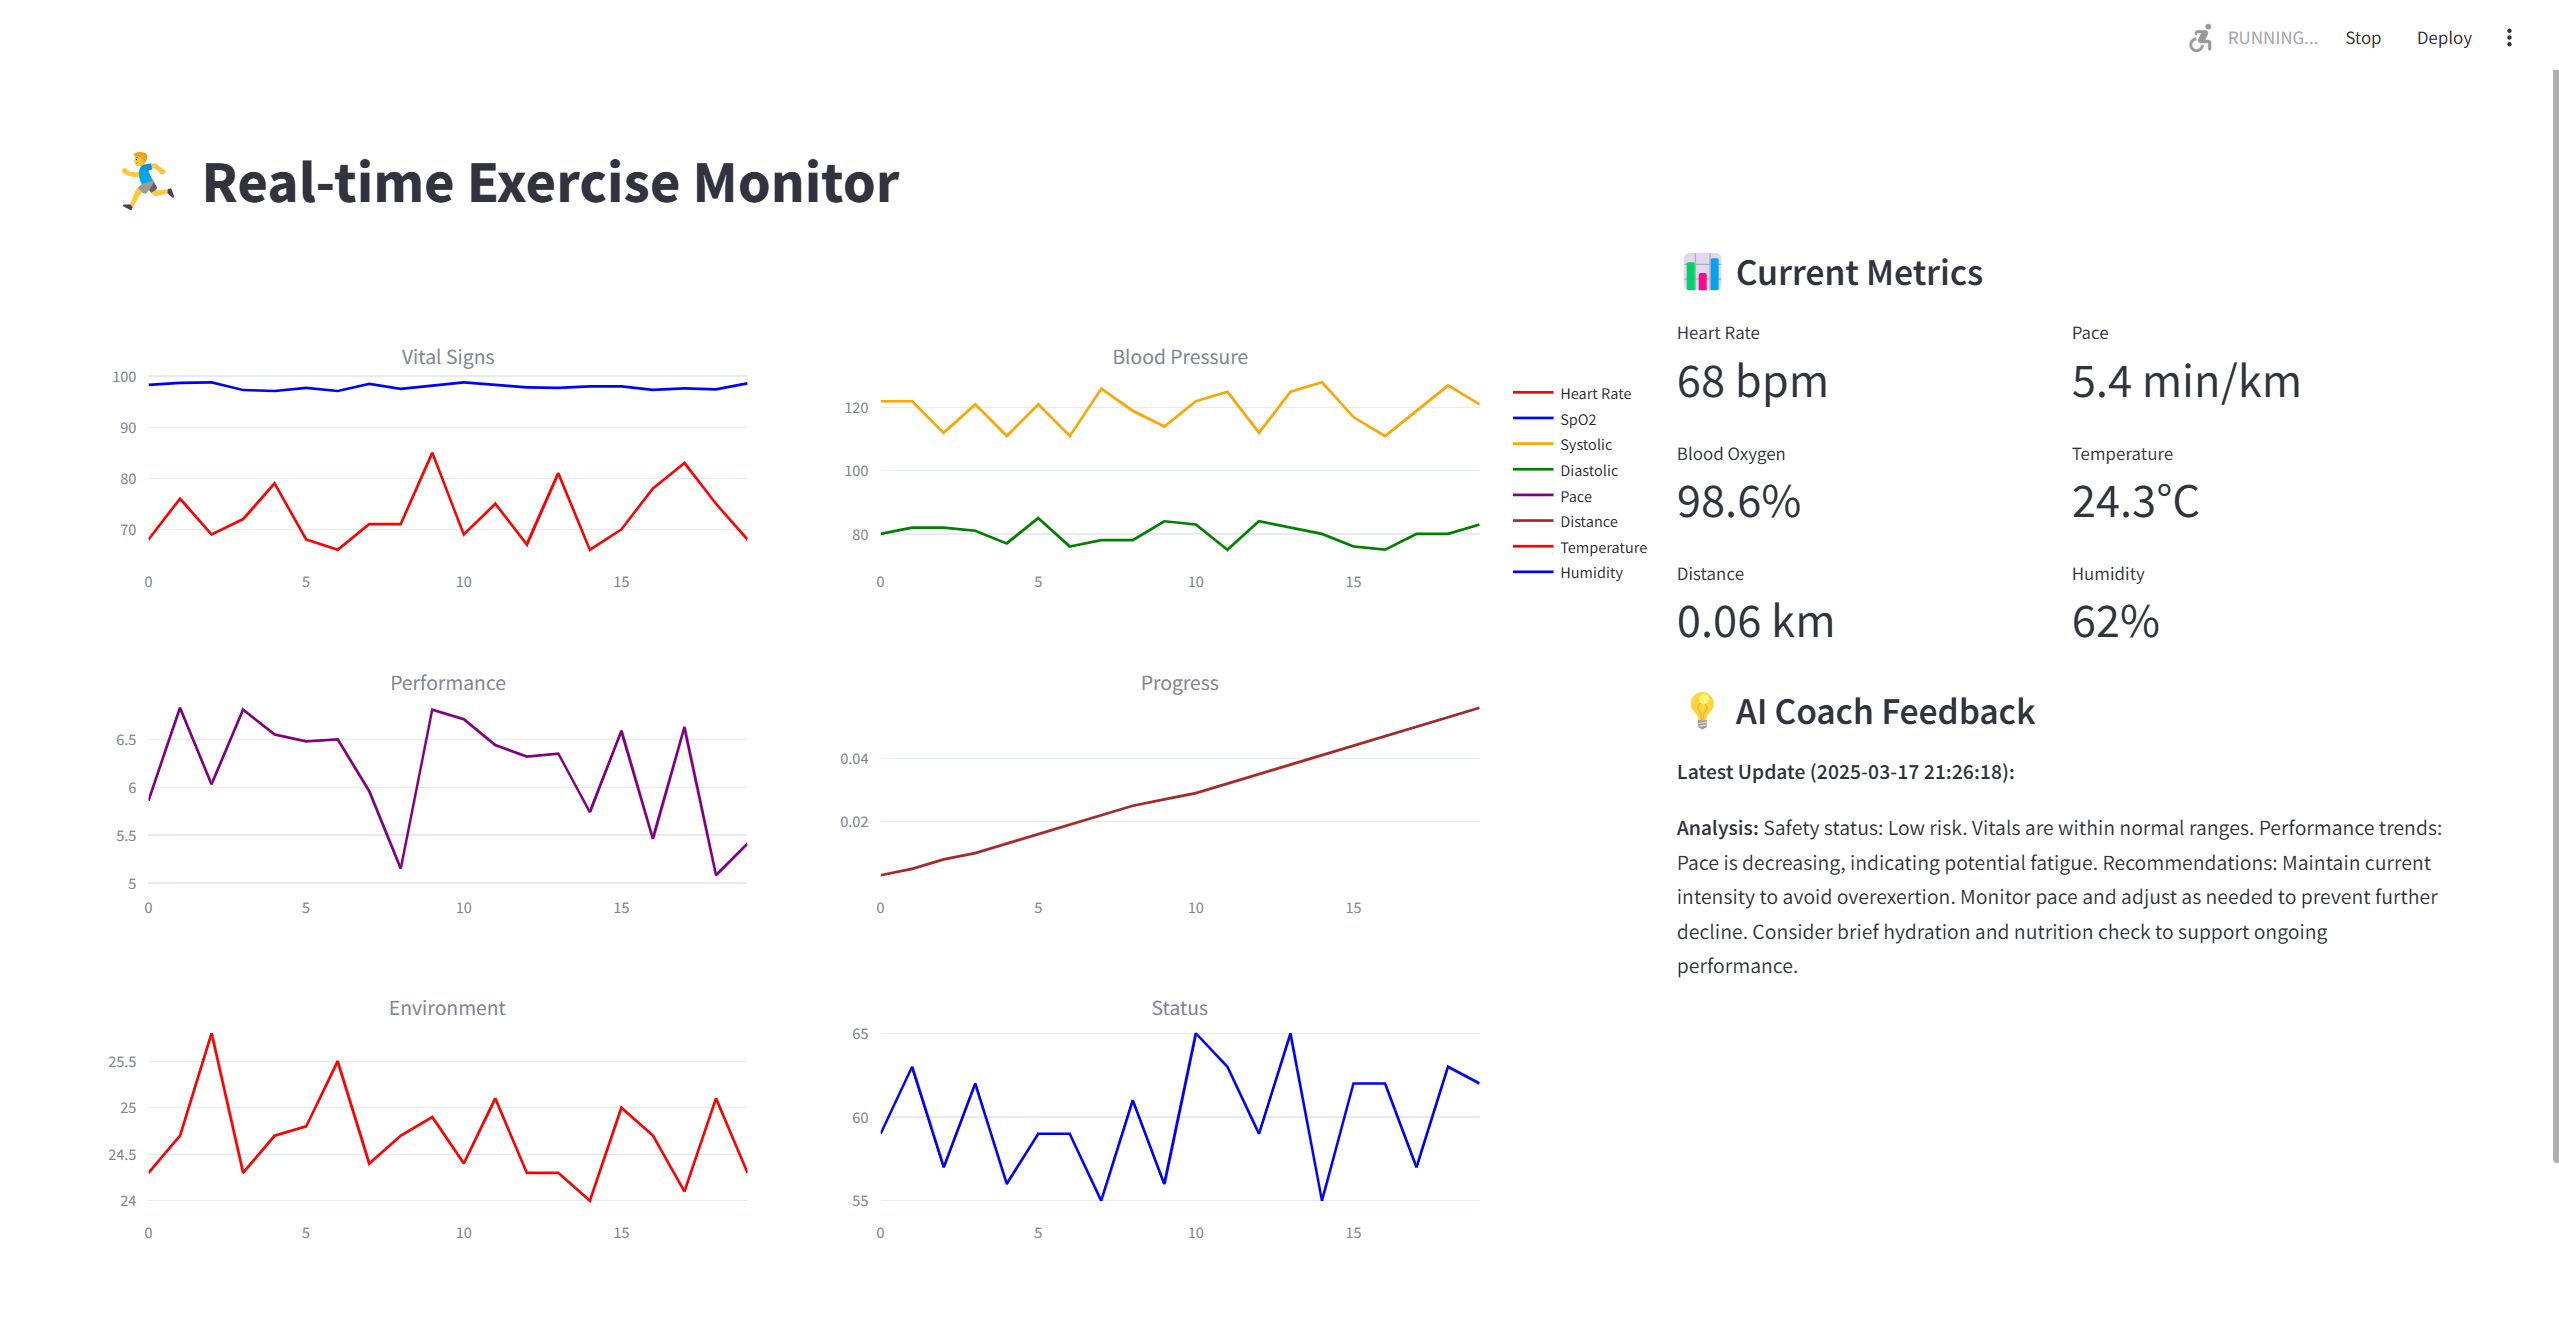 RUNNING...
Stop
Deploy
Real-time Exercise Monitor
Vital Signs
100
90
80
70
0
5
10
15
Blood Pressure
120
100
80
0
5
10
15
Heart Rate
SpO2
Systolic
Diastolic
Pace
Distance
Temperature
Humidity
Performance
6.5
6
5.5
5
0
5
10
15
Progress
0.04
0.02
0
5
10
15
Environment
25.5
25
24.5
24
0
5
10
15
Status
65
60
55
0
5
10
15
Current Metrics
Heart Rate
68 bpm
Pace
5.4 min/km
Blood Oxygen
98.6%
Temperature
24.3°C
Distance
0.06 km
Humidity
62%
AI Coach Feedback
Latest Update (2025-03-17 21:26:18):
Analysis: Safety status: Low risk. Vitals are within normal ranges. Performance trends:
Pace is decreasing, indicating potential fatigue. Recommendations: Maintain current
intensity to avoid overexertion. Monitor pace and adjust as needed to prevent further
decline. Consider brief hydration and nutrition check to support ongoing
performance.